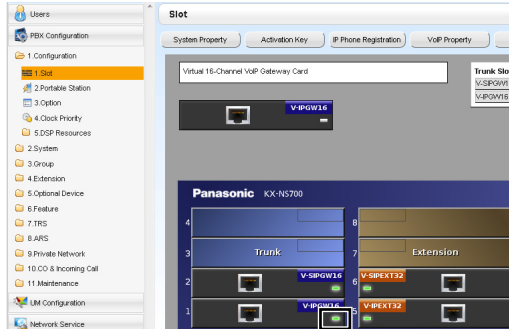 Users
PBX Configuration
1.Configuration
1.Slot
2.Portable Station
3.Option
4.Clock Priority
5.DSP Resources
2.System
3.Group
4.Extension
5.Optional Device
6.Feature
7.TRS
8.ARS
9.Private Network
10.CO & Incoming Call
11.Maintenance
UM Configuration
Network Service
Slot
System Property
Activation Key
IP Phone Registration
VoIP Property
Virtual 16-Channel VoIP Gateway Card
Trunk Slo
V-SIPGW1
V-IPGW16
V-IPGW16
Panasonic KX-NS700
4
8
3 Trunk
7 Extension
2 V-SIPGW16
6 V-SIPEXT32
1 V-IPGW16
5 V-IPEXT32